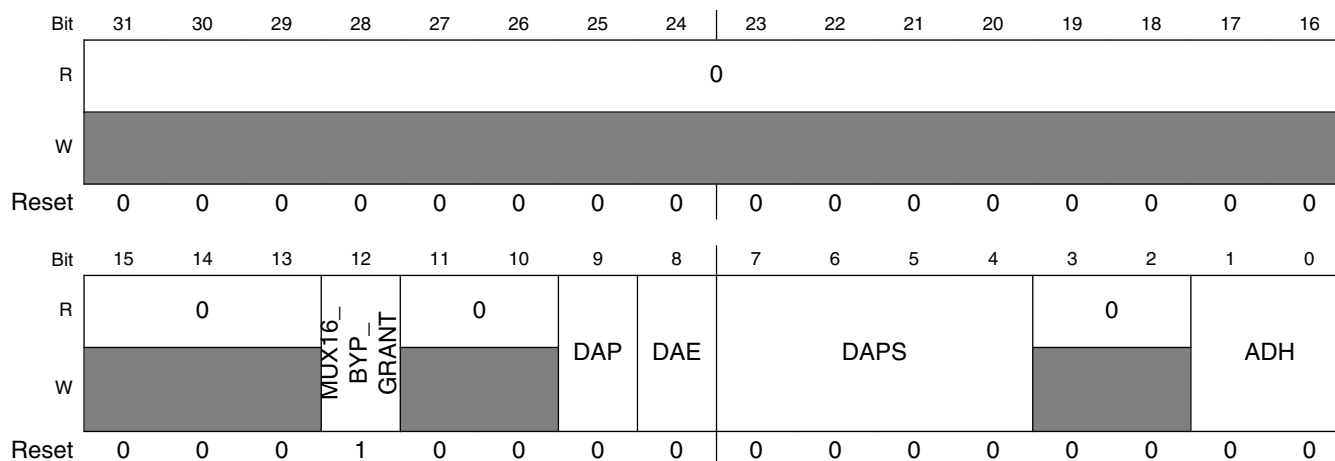 Bit 31 30 29 28 27 26 25 24 23 22 21 20 19 18 17 16
R 0
W
Reset 0 0 0 0 0 0 0 0 0 0 0 0 0 0 0 0
Bit 15 14 13 12 11 10 9 8 7 6 5 4 3 2 1 0
R 0 0 0
MUX16_
BYP_
GRANT
DAP DAE DAPS ADH
W
Reset 0 0 0 1 0 0 0 0 0 0 0 0 0 0 0 0